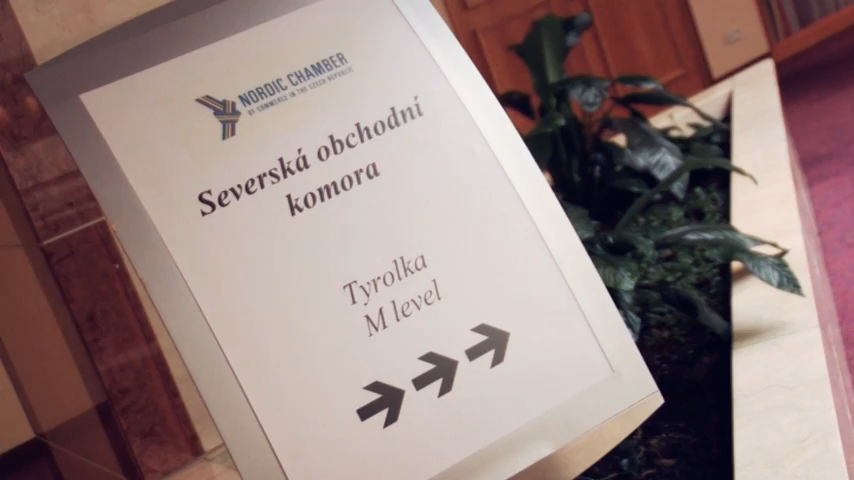 NORDIC CHAMBER
OF COMMERCE IN THE CZECH REPUBLIC
Severská obchodní
komora
Tyrolka
M level